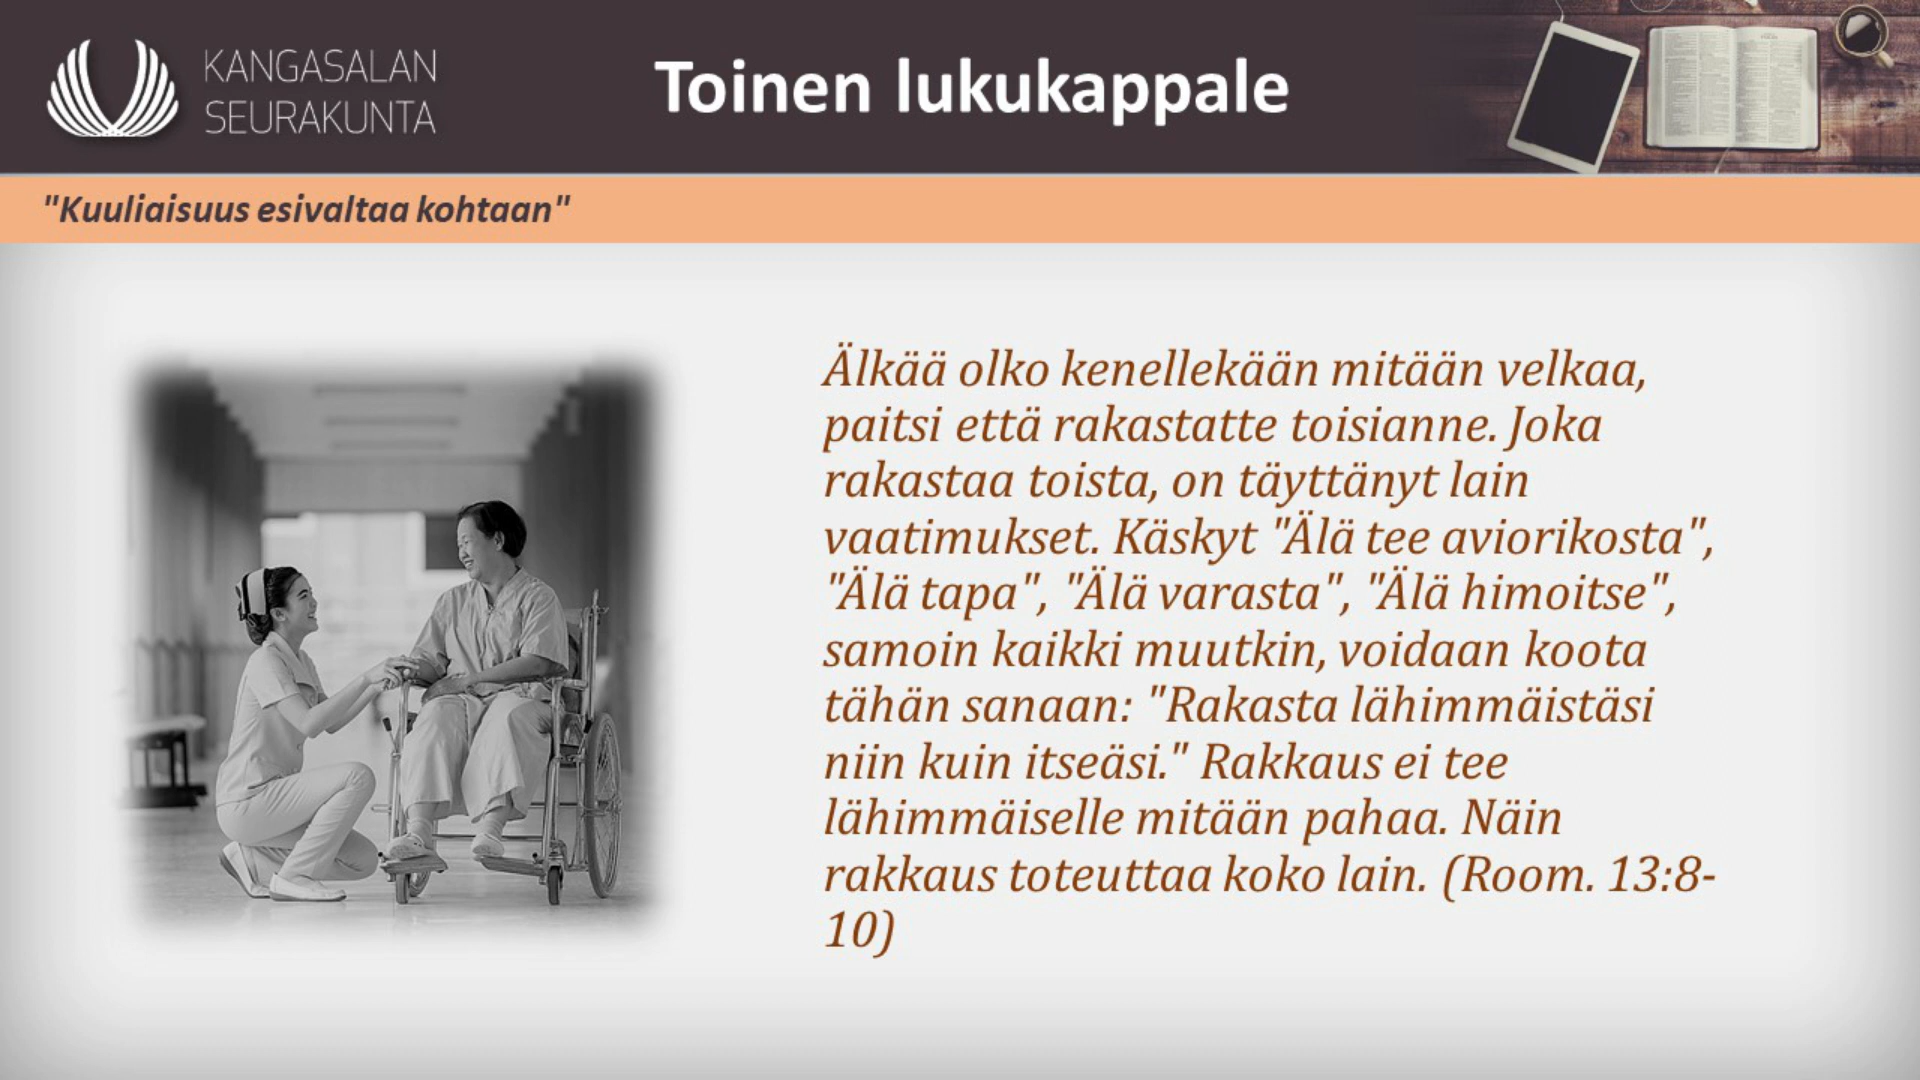 KANGASALAN
SEURAKUNTA
Toinen lukukappale
"Kuuliaisuus esivaltaa kohtaan"
Älkää olko kenellekään mitään velkaa,
paitsi että rakastatte toisianne. Joka
rakastaa toista, on täyttänyt lain
vaatimukset. Käskyt "Älä tee aviorikosta",
"Älä tapa", "Älä varasta", "Älä himoitse",
samoin kaikki muutkin, voidaan koota
tähän sanaan: "Rakasta lähimmäistäsi
niin kuin itseäsi." Rakkaus ei tee
lähimmäiselle mitään pahaa. Näin
rakkaus toteuttaa koko lain. (Room. 13:8-
10)